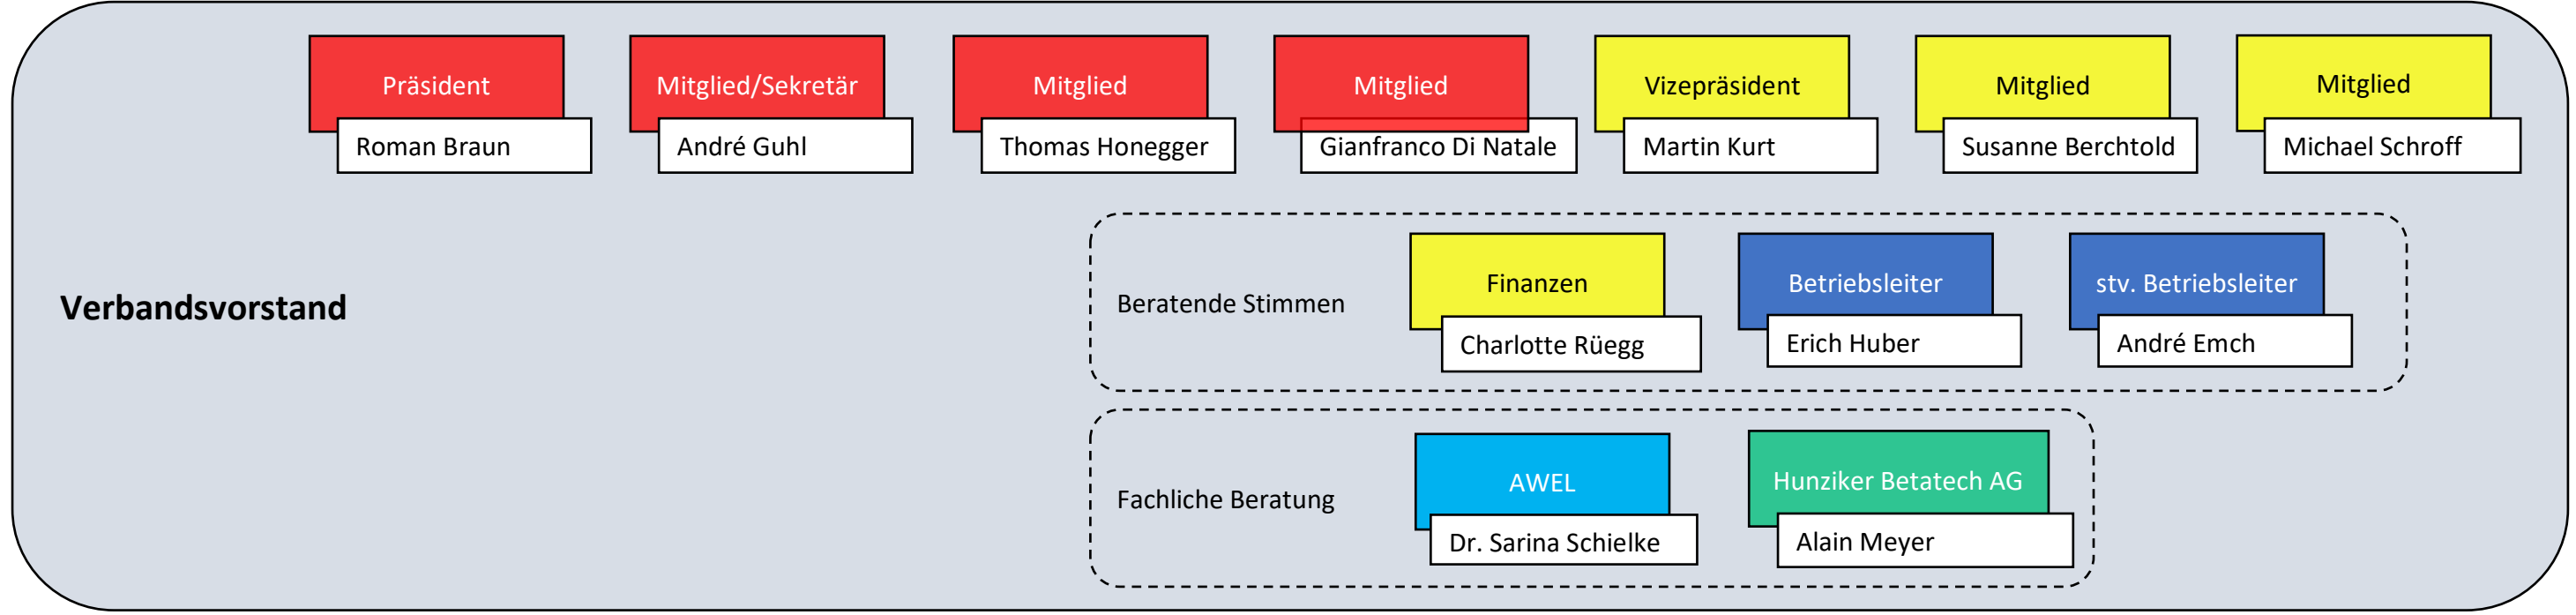 Präsident
Roman Braun
Mitglied/Sekretär
André Guhl
Mitglied
Thomas Honegger
Mitglied
Gianfranco Di Natale
Vizepräsident
Martin Kurt
Mitglied
Susanne Berchtold
Mitglied
Michael Schroff
Verbandsvorstand
Beratende Stimmen
Finanzen
Charlotte Rüegg
Betriebsleiter
Erich Huber
stv. Betriebsleiter
André Emch
Fachliche Beratung
AWEL
Dr. Sarina Schielke
Hunziker Betatech AG
Alain Meyer